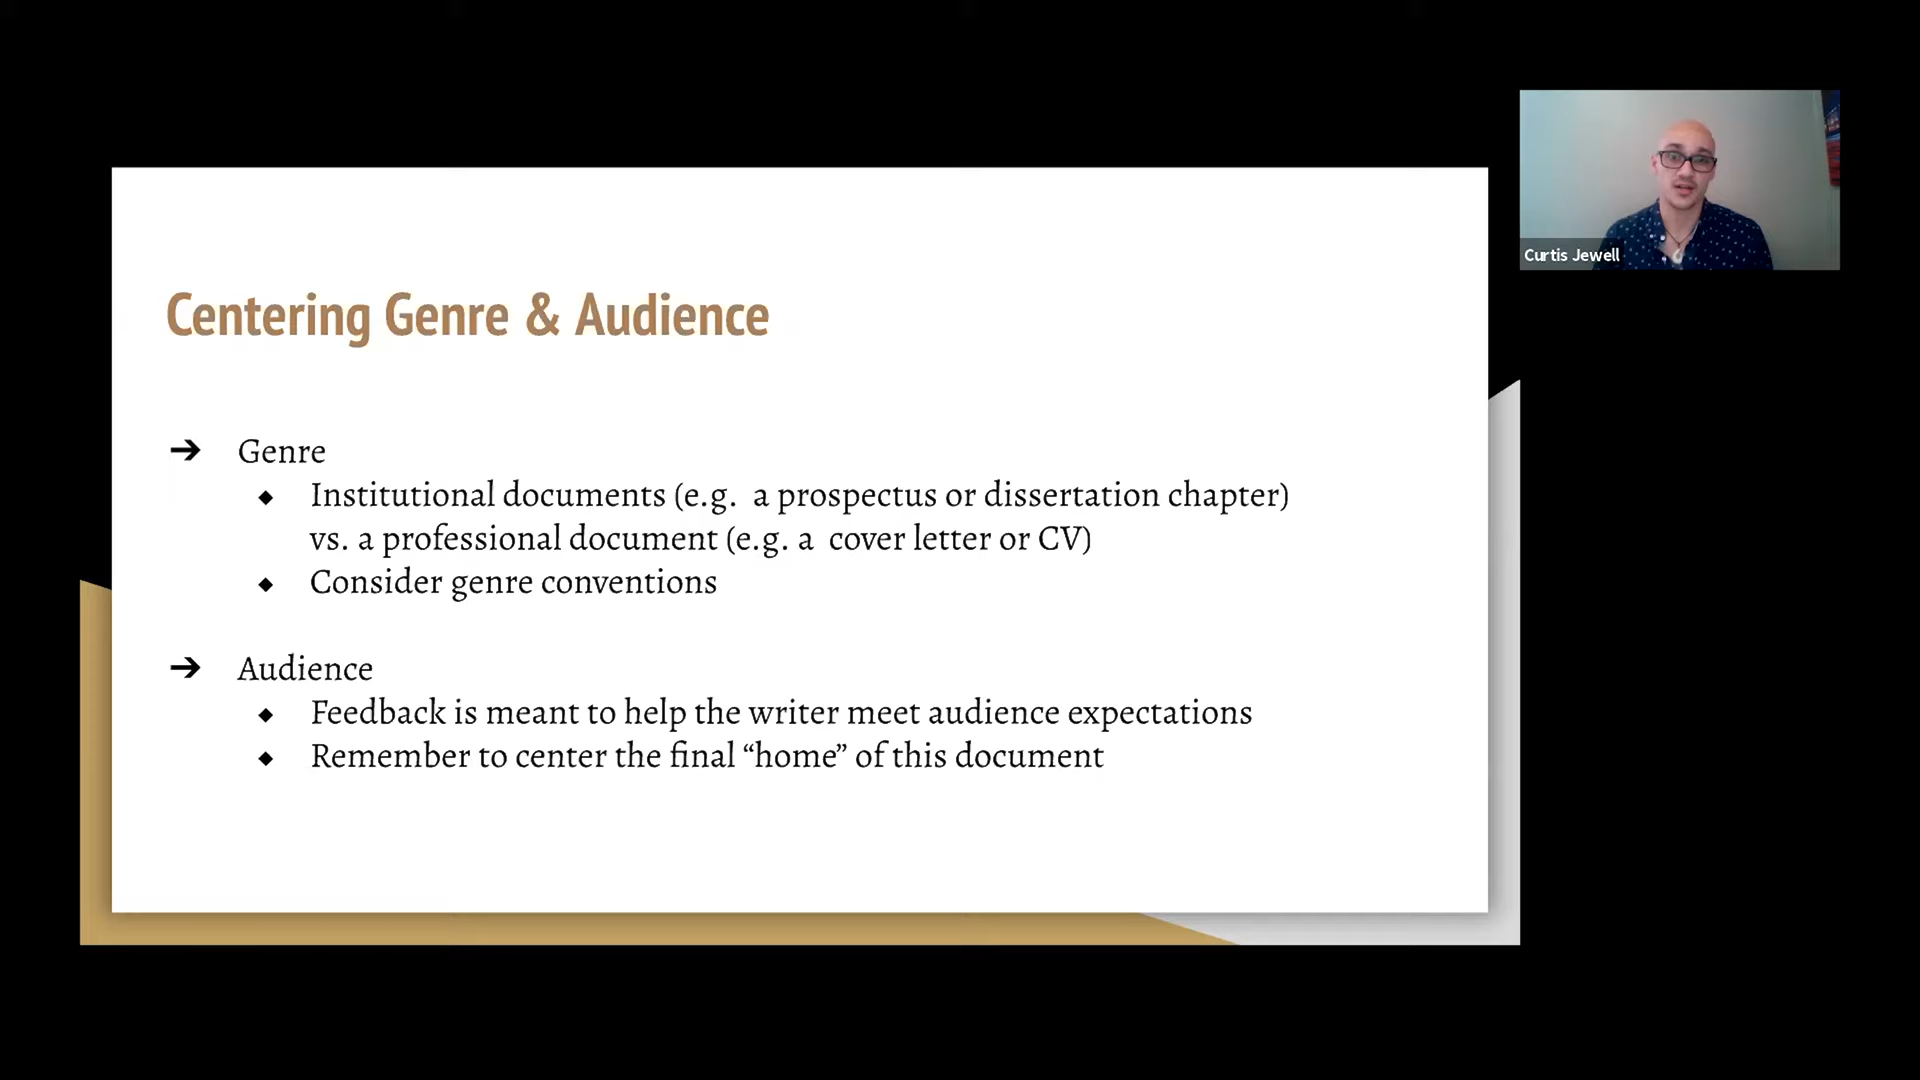 Centering Genre & Audience
➔ Genre
◆ Institutional documents (e.g. a prospectus or dissertation chapter)
vs. a professional document (e.g. a cover letter or CV)
◆ Consider genre conventions
➔ Audience
◆ Feedback is meant to help the writer meet audience expectations
◆ Remember to center the final “home” of this document
Curtis Jewell